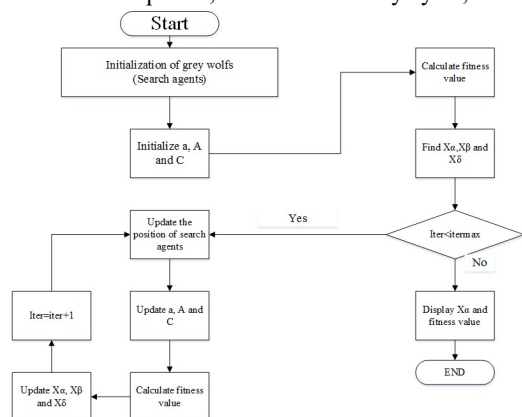 Start
Initialization of grey wolfs
(Search agents)
Initialize a, A
and C
Calculate fitness
value
Find Xα,Xβ and
Xδ
Iter<itermax
Yes
No
Update the
position of search
agents
Update a, A and
C
Calculate fitness
value
Update Xα, Xβ
and Xδ
Iter=iter+1
Display Xα and
fitness value
END